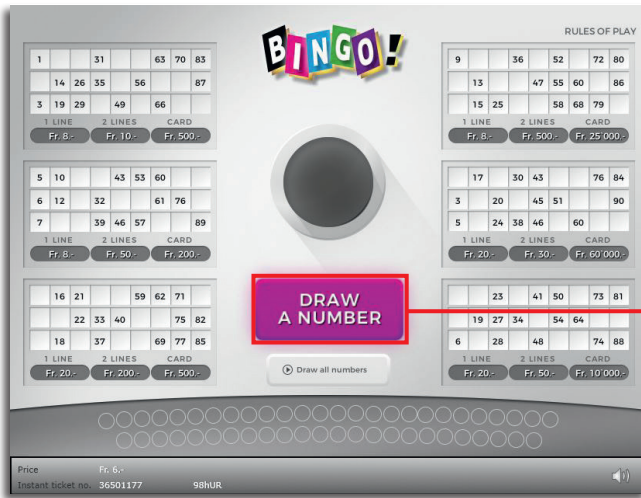 RULES OF PLAY
BINGO!
1 31 63 70 83
14 26 35 56 87
3 19 29 49 66
1 LINE 2 LINES CARD
Fr. 8.- Fr. 10.- Fr. 500.-
5 10 43 53 60
6 12 32 61 76
7 39 46 57 89
1 LINE 2 LINES CARD
Fr. 8.- Fr. 50.- Fr. 200.-
16 21 59 62 71
22 33 40 75 82
18 37 69 77 85
1 LINE 2 LINES CARD
Fr. 20.- Fr. 200.- Fr. 500.-
DRAW
A NUMBER
Draw all numbers
9 36 52 72 80
13 47 55 60 86
15 25 58 68 79
1 LINE 2 LINES CARD
Fr. 8.- Fr. 500.- Fr. 25'000.-
17 30 43 76 84
3 20 45 51 90
5 24 38 46 60
1 LINE 2 LINES CARD
Fr. 20.- Fr. 30.- Fr. 60'000.-
23 41 50 73 81
19 27 34 54 64
6 28 48 74 88
1 LINE 2 LINES CARD
Fr. 20.- Fr. 50.- Fr. 10'000.-
Price Fr. 6.-
Instant ticket no. 36501177 98hUR